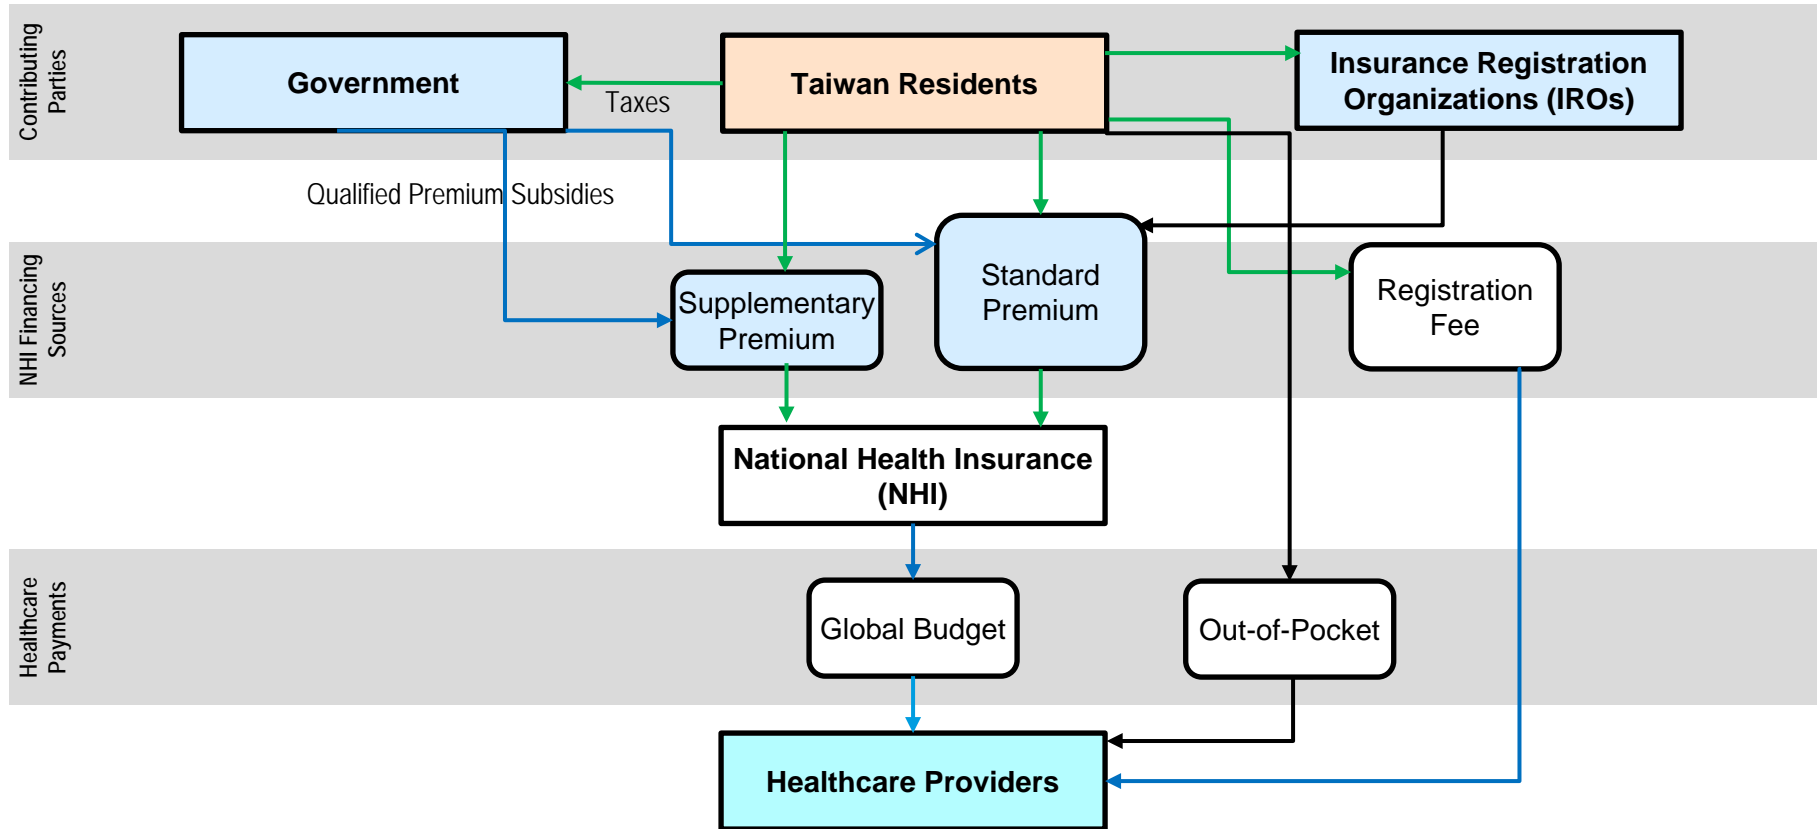 Contributing
Parties
Government
Taiwan Residents
Insurance Registration
Organizations (IROs)
Taxes
Qualified Premium Subsidies
NHI Financing
Sources
Supplementary
Premium
Standard
Premium
Registration
Fee
National Health Insurance
(NHI)
Healthcare
Payments
Global Budget
Out-of-Pocket
Healthcare Providers